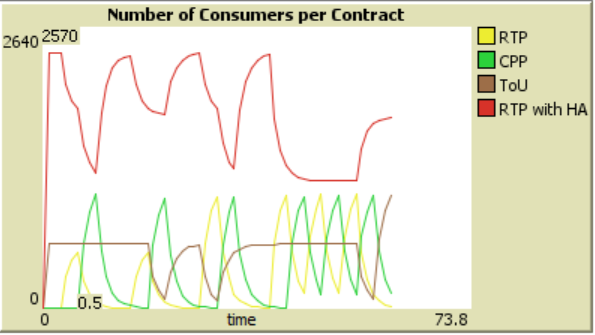 Number of Consumers per Contract
2640
2570
RTP
CPP
ToU
RTP with HA
0
0.5
0
time
73.8